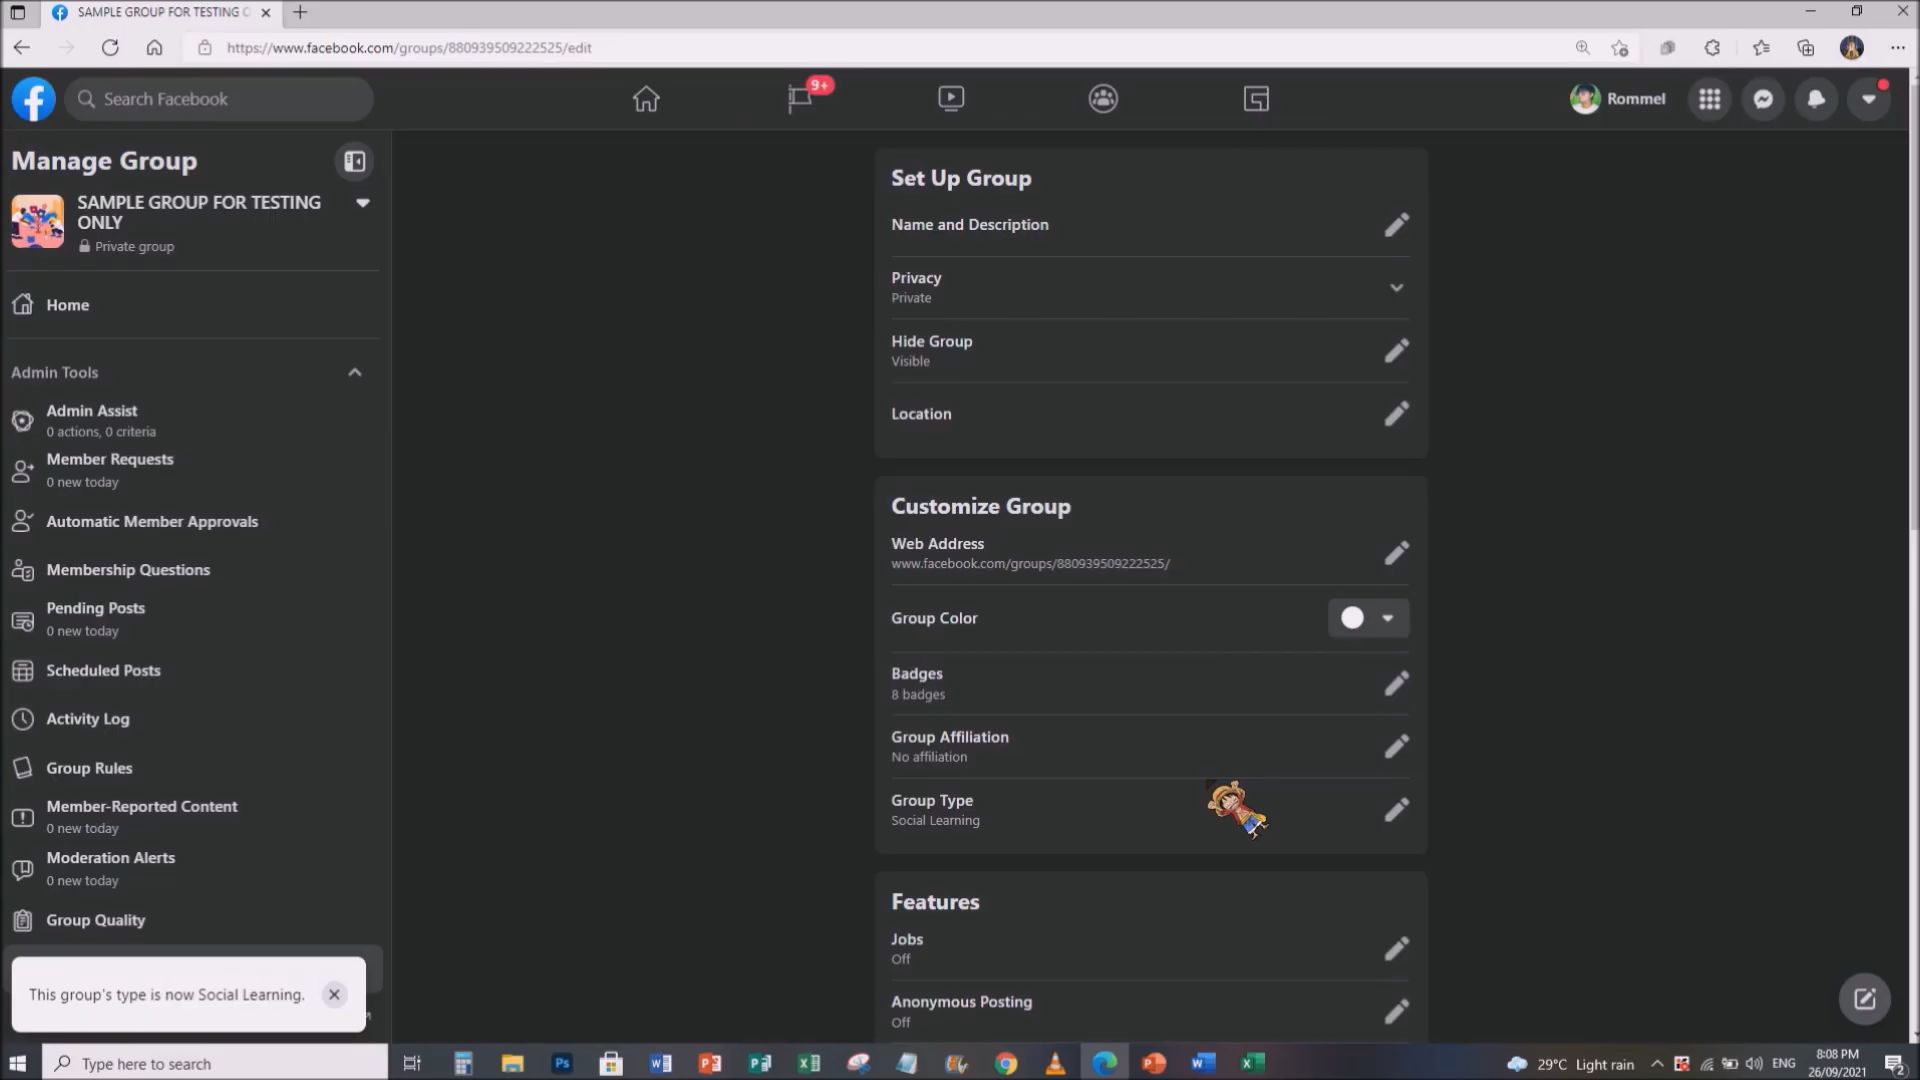 SAMPLE GROUP FOR TESTING O
https://www.facebook.com/groups/880939509222525/edit
Search Facebook
9+
Rommel
Manage Group
SAMPLE GROUP FOR TESTING
ONLY
Private group
Home
Admin Tools
Admin Assist
0 actions, 0 criteria
Member Requests
0 new today
Automatic Member Approvals
Membership Questions
Pending Posts
0 new today
Scheduled Posts
Activity Log
Group Rules
Member-Reported Content
0 new today
Moderation Alerts
0 new today
Group Quality
This group's type is now Social Learning.
Set Up Group
Name and Description
Privacy
Private
Hide Group
Visible
Location
Customize Group
Web Address
www.facebook.com/groups/880939509222525/
Group Color
Badges
8 badges
Group Affiliation
No affiliation
Group Type
Social Learning
Features
Jobs
Off
Anonymous Posting
Off
Type here to search
Ps
29°C Light rain
ENG
8:08 PM
26/09/2021
2